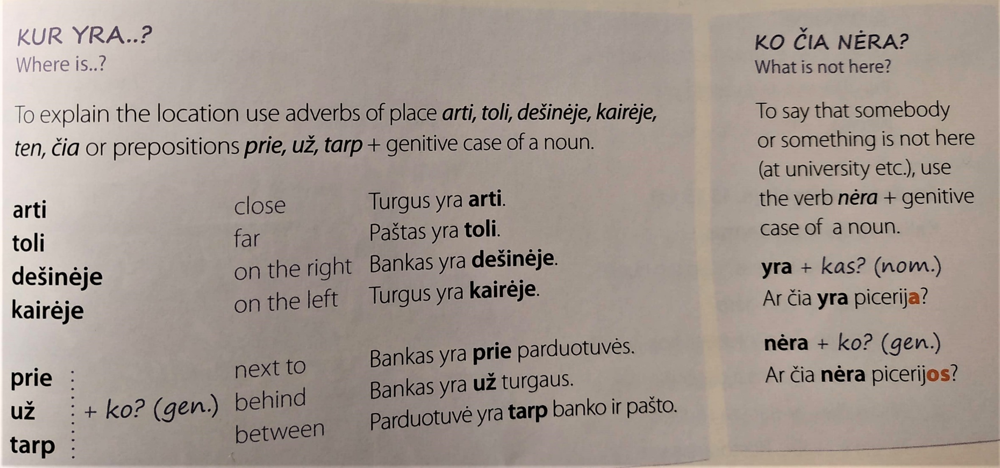 KUR YRA..?
Where is..?
To explain the location use adverbs of place arti, toli, dešinėje, kairėje,
ten, čia or prepositions prie, už, tarp + genitive case of a noun.
arti close Turgus yra arti.
toli far Paštas yra toli.
dešinėje on the right Bankas yra dešinėje.
kairėje on the left Turgus yra kairėje.
prie next to Bankas yra prie parduotuvės.
už + ko? (gen.) behind Bankas yra už turgaus.
tarp between Parduotuvė yra tarp banko ir pašto.
KO ČIA NĖRA?
What is not here?
To say that somebody
or something is not here
(at university etc.), use
the verb nėra + genitive
case of a noun.
yra + kas? (nom.)
Ar čia yra picerija?
nėra + ko? (gen.)
Ar čia nėra picerijos?